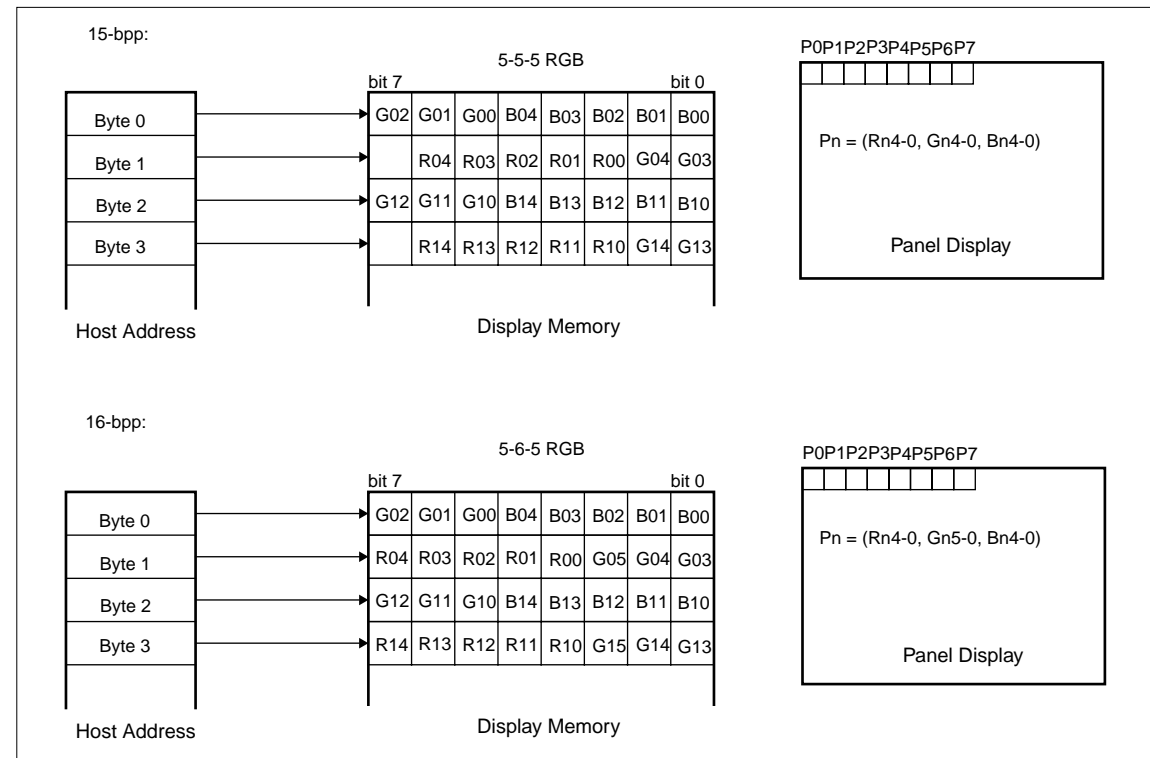 15-bpp:
5-5-5 RGB
bit 7 bit 0
Byte 0 G02 G01 G00 B04 B03 B02 B01 B00
Byte 1 R04 R03 R02 R01 R00 G04 G03
Byte 2 G12 G11 G10 B14 B13 B12 B11 B10
Byte 3 R14 R13 R12 R11 R10 G14 G13
Host Address
Display Memory
P0P1P2P3P4P5P6P7
Pn = (Rn4-0, Gn4-0, Bn4-0)
Panel Display
16-bpp:
5-6-5 RGB
bit 7 bit 0
Byte 0 G02 G01 G00 B04 B03 B02 B01 B00
Byte 1 R04 R03 R02 R01 R00 G05 G04 G03
Byte 2 G12 G11 G10 B14 B13 B12 B11 B10
Byte 3 R14 R13 R12 R11 R10 G15 G14 G13
Host Address
Display Memory
P0P1P2P3P4P5P6P7
Pn = (Rn4-0, Gn5-0, Bn4-0)
Panel Display